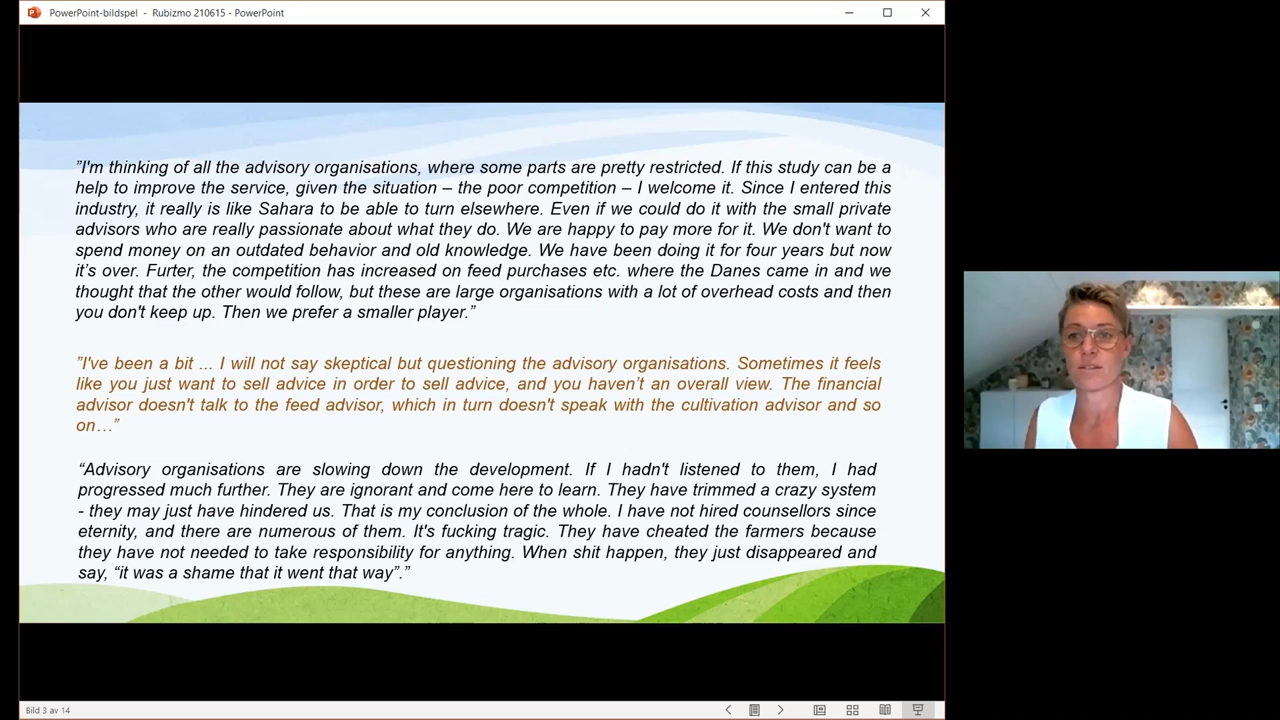 PowerPoint-bildspel - Rubizmo 210615 - PowerPoint
”I'm thinking of all the advisory organisations, where some parts are pretty restricted. If this study can be a
help to improve the service, given the situation – the poor competition – I welcome it. Since I entered this
industry, it really is like Sahara to be able to turn elsewhere. Even if we could do it with the small private
advisors who are really passionate about what they do. We are happy to pay more for it. We don't want to
spend money on an outdated behavior and old knowledge. We have been doing it for four years but now
it’s over. Furter, the competition has increased on feed purchases etc. where the Danes came in and we
thought that the other would follow, but these are large organisations with a lot of overhead costs and then
you don't keep up. Then we prefer a smaller player.”
”I've been a bit ... I will not say skeptical but questioning the advisory organisations. Sometimes it feels
like you just want to sell advice in order to sell advice, and you haven’t an overall view. The financial
advisor doesn't talk to the feed advisor, which in turn doesn't speak with the cultivation advisor and so
on…”
“Advisory organisations are slowing down the development. If I hadn't listened to them, I had
progressed much further. They are ignorant and come here to learn. They have trimmed a crazy system
- they may just have hindered us. That is my conclusion of the whole. I have not hired counsellors since
eternity, and there are numerous of them. It's fucking tragic. They have cheated the farmers because
they have not needed to take responsibility for anything. When shit happen, they just disappeared and
say, “it was a shame that it went that way”.”
Bild 3 av 14